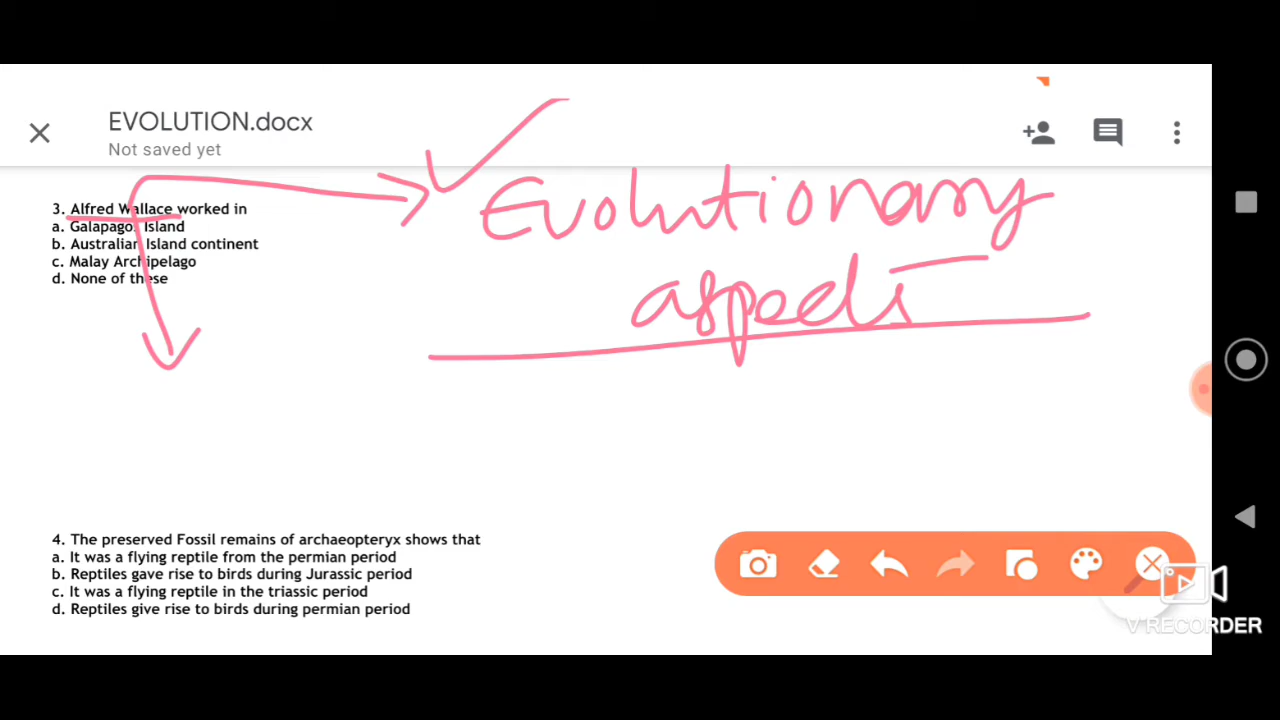 EVOLUTION.docx
Not saved yet
3. Alfred Wallace worked in
a. Galapagos Island
b. Australian Island continent
c. Malay Archipelago
d. None of these
Evolutionary
aspects
4. The preserved Fossil remains of archaeopteryx shows that
a. It was a flying reptile from the permian period
b. Reptiles gave rise to birds during Jurassic period
c. It was a flying reptile in the triassic period
d. Reptiles give rise to birds during permian period
V RECORDER